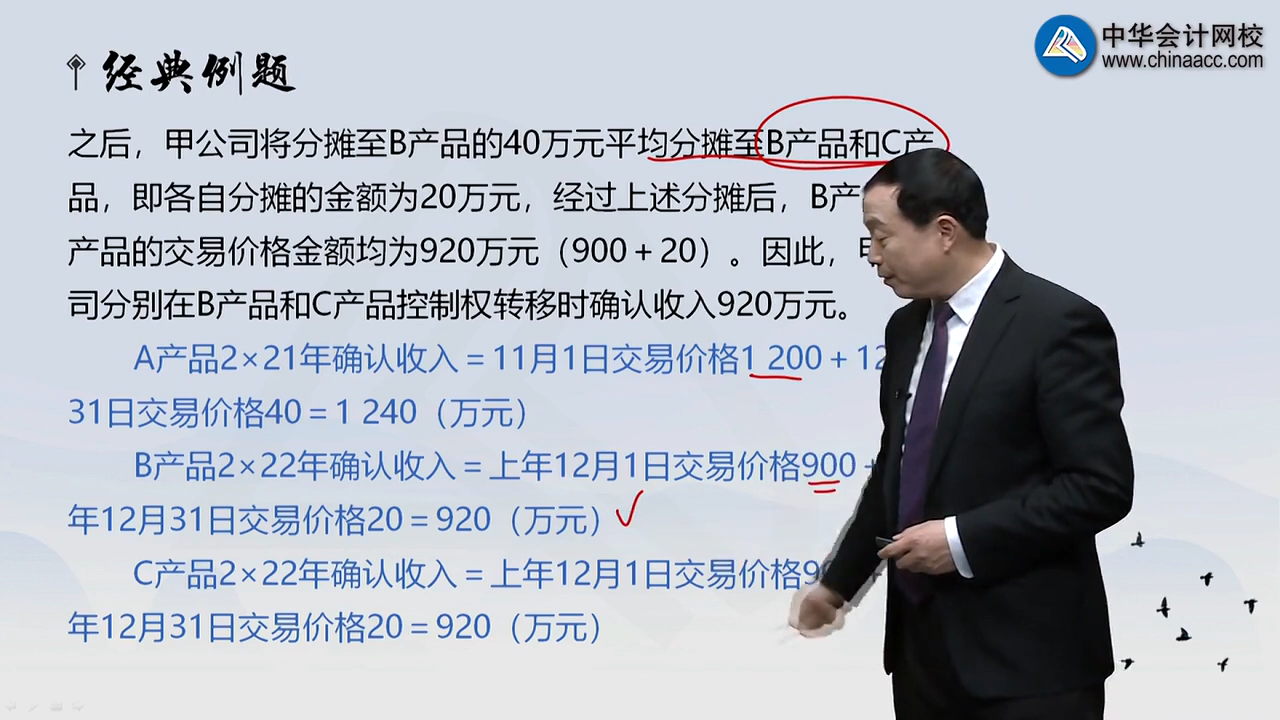 中华会计网校
www.chinaacc.com
经典例题
之后，甲公司将分摊至B产品的40万元平均分摊至B产品和C产
品，即各自分摊的金额为20万元，经过上述分摊后，B产
产品的交易价格金额均为920万元（900＋20）。因此，
司分别在B产品和C产品控制权转移时确认收入920万元。
A产品2×21年确认收入＝11月1日交易价格1 200＋12
31日交易价格40＝1 240（万元）
B产品2×22年确认收入＝上年12月1日交易价格900＋
年12月31日交易价格20＝920（万元）
C产品2×22年确认收入＝上年12月1日交易价格9
年12月31日交易价格20＝920（万元）